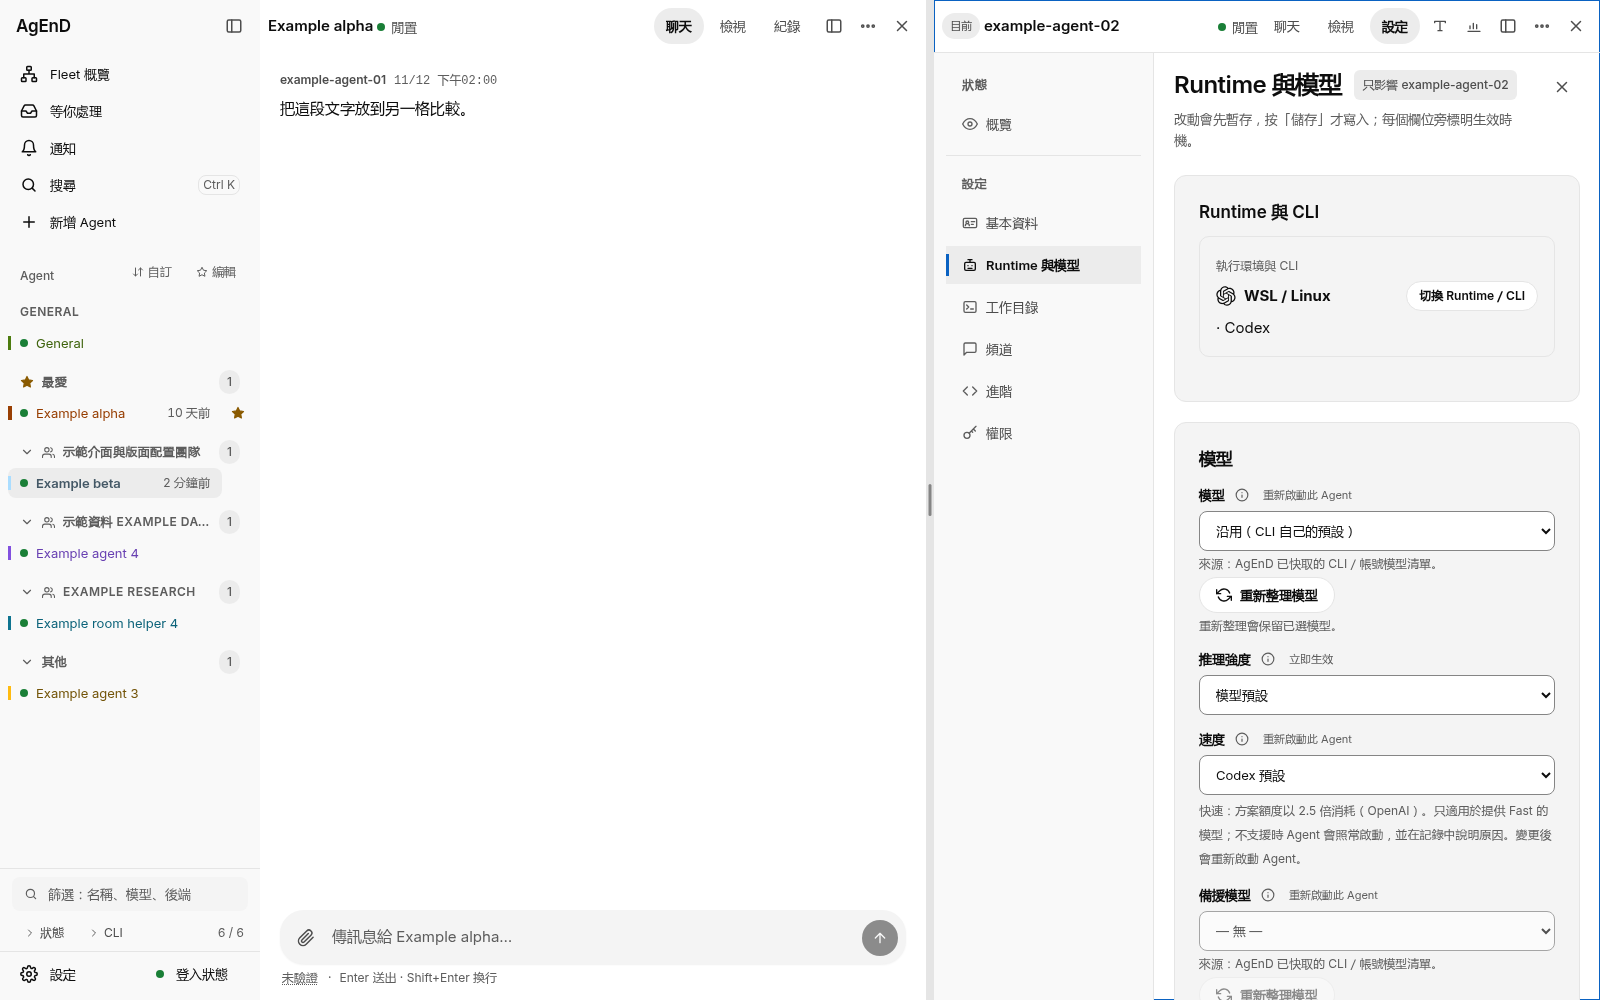 AgEnD
Fleet 概覽
等你處理
通知
搜尋 Ctrl K
新增 Agent
Agent 自訂 編輯
GENERAL
General
最愛 1
Example alpha 10 天前
示範介面與版面配置團隊 1
Example beta 2 分鐘前
示範資料 EXAMPLE DA... 1
Example agent 4
EXAMPLE RESEARCH 1
Example room helper 4
其他 1
Example agent 3
篩選：名稱、模型、後端
狀態 CLI 6 / 6
設定 登入狀態
Example alpha 閒置 聊天 檢視 紀錄
example-agent-01 11/12 下午02:00
把這段文字放到另一格比較。
傳訊息給 Example alpha...
未驗證 · Enter 送出 · Shift+Enter 換行
目前 example-agent-02 閒置 聊天 檢視 設定
狀態
概覽
設定
基本資料
Runtime 與模型
工作目錄
頻道
進階
權限
Runtime 與模型 只影響 example-agent-02
改動會先暫存，按「儲存」才寫入；每個欄位旁標明生效時
機。
Runtime 與 CLI
執行環境與 CLI
WSL / Linux 切換 Runtime / CLI
· Codex
模型
模型 重新啟動此 Agent
沿用（CLI 自己的預設）
來源：AgEnD 已快取的 CLI / 帳號模型清單。
重新整理模型
重新整理會保留已選模型。
推理強度 立即生效
模型預設
速度 重新啟動此 Agent
Codex 預設
快速：方案額度以 2.5 倍消耗（OpenAI）。只適用於提供 Fast 的
模型；不支援時 Agent 會照常啟動，並在記錄中說明原因。變更後
會重新啟動 Agent。
備援模型 重新啟動此 Agent
— 無 —
來源：AgEnD 已快取的 CLI / 帳號模型清單。
重新整理模型